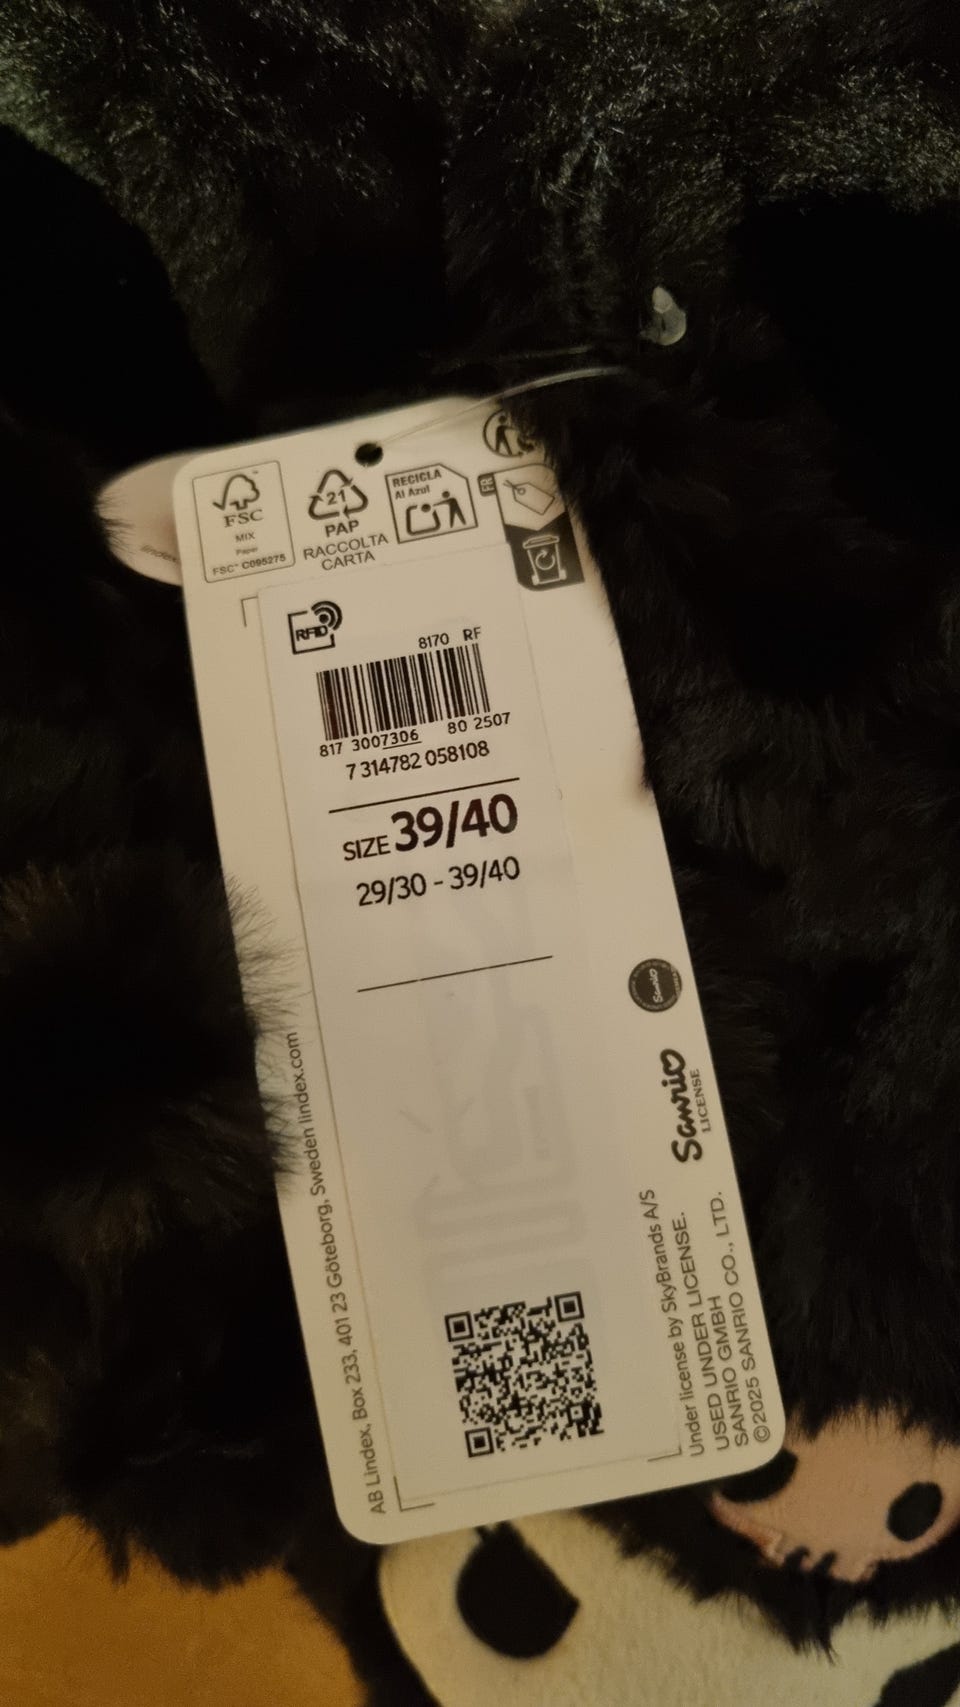 FSC™
MIX
Paper
FSC® C095275
21
PAP
RACCOLTA
CARTA
RECICLA
Al Azul
FR
lindex
RFID
8170 RF
817 3007306 80 2507
7 314782 058108
SIZE 39/40
29/30 - 39/40
AB Lindex, Box 233, 401 23 Göteborg, Sweden lindex.com
Sanrio
Sanrio
LICENSE
Under license by SkyBrands A/S
USED UNDER LICENSE.
SANRIO GMBH
©2025 SANRIO CO., LTD.